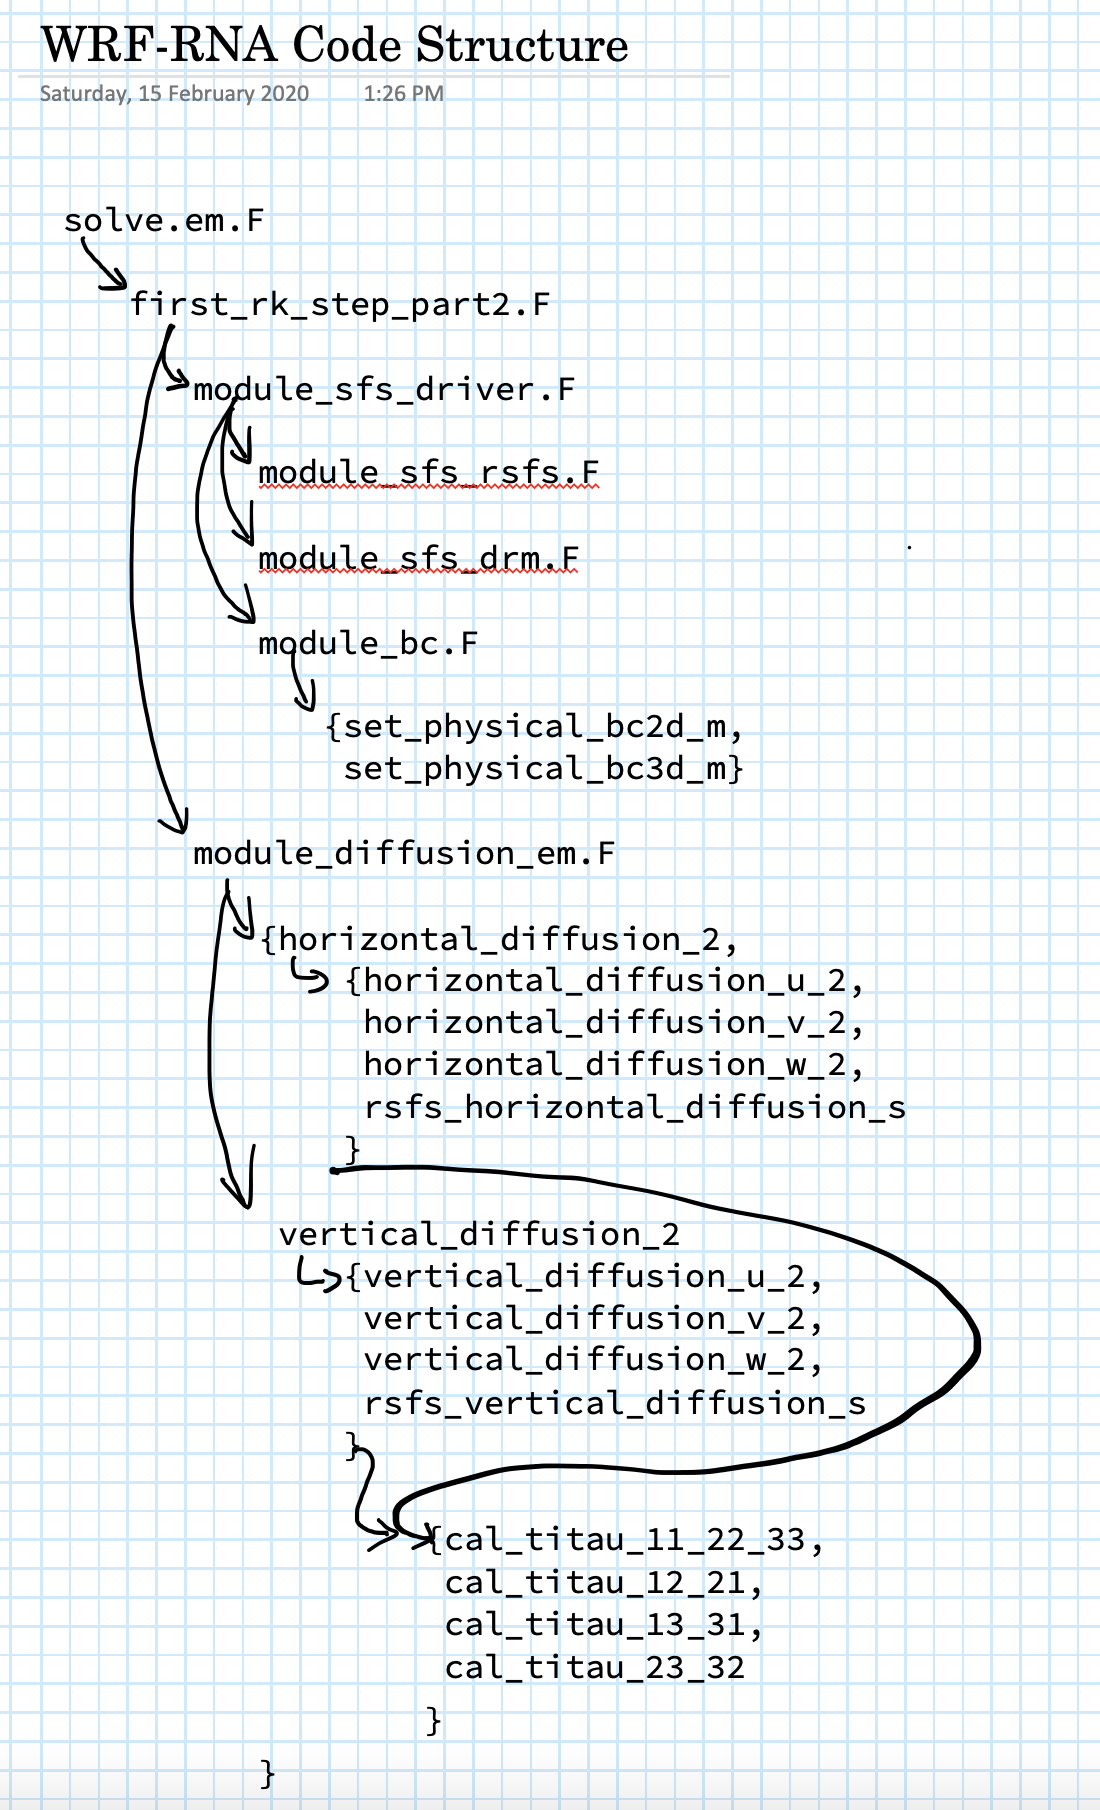 WRF-RNA Code Structure
Saturday, 15 February 2020 1:26 PM
solve.em.F
first_rk_step_part2.F
module_sfs_driver.F
module_sfs_rsfs.F
module_sfs_drm.F
module_bc.F
{set_physical_bc2d_m,
set_physical_bc3d_m}
module_diffusion_em.F
{horizontal_diffusion_2,
{horizontal_diffusion_u_2,
horizontal_diffusion_v_2,
horizontal_diffusion_w_2,
rsfs_horizontal_diffusion_s
}
vertical_diffusion_2
{vertical_diffusion_u_2,
vertical_diffusion_v_2,
vertical_diffusion_w_2,
rsfs_vertical_diffusion_s
}
{cal_titau_11_22_33,
cal_titau_12_21,
cal_titau_13_31,
cal_titau_23_32
}
}